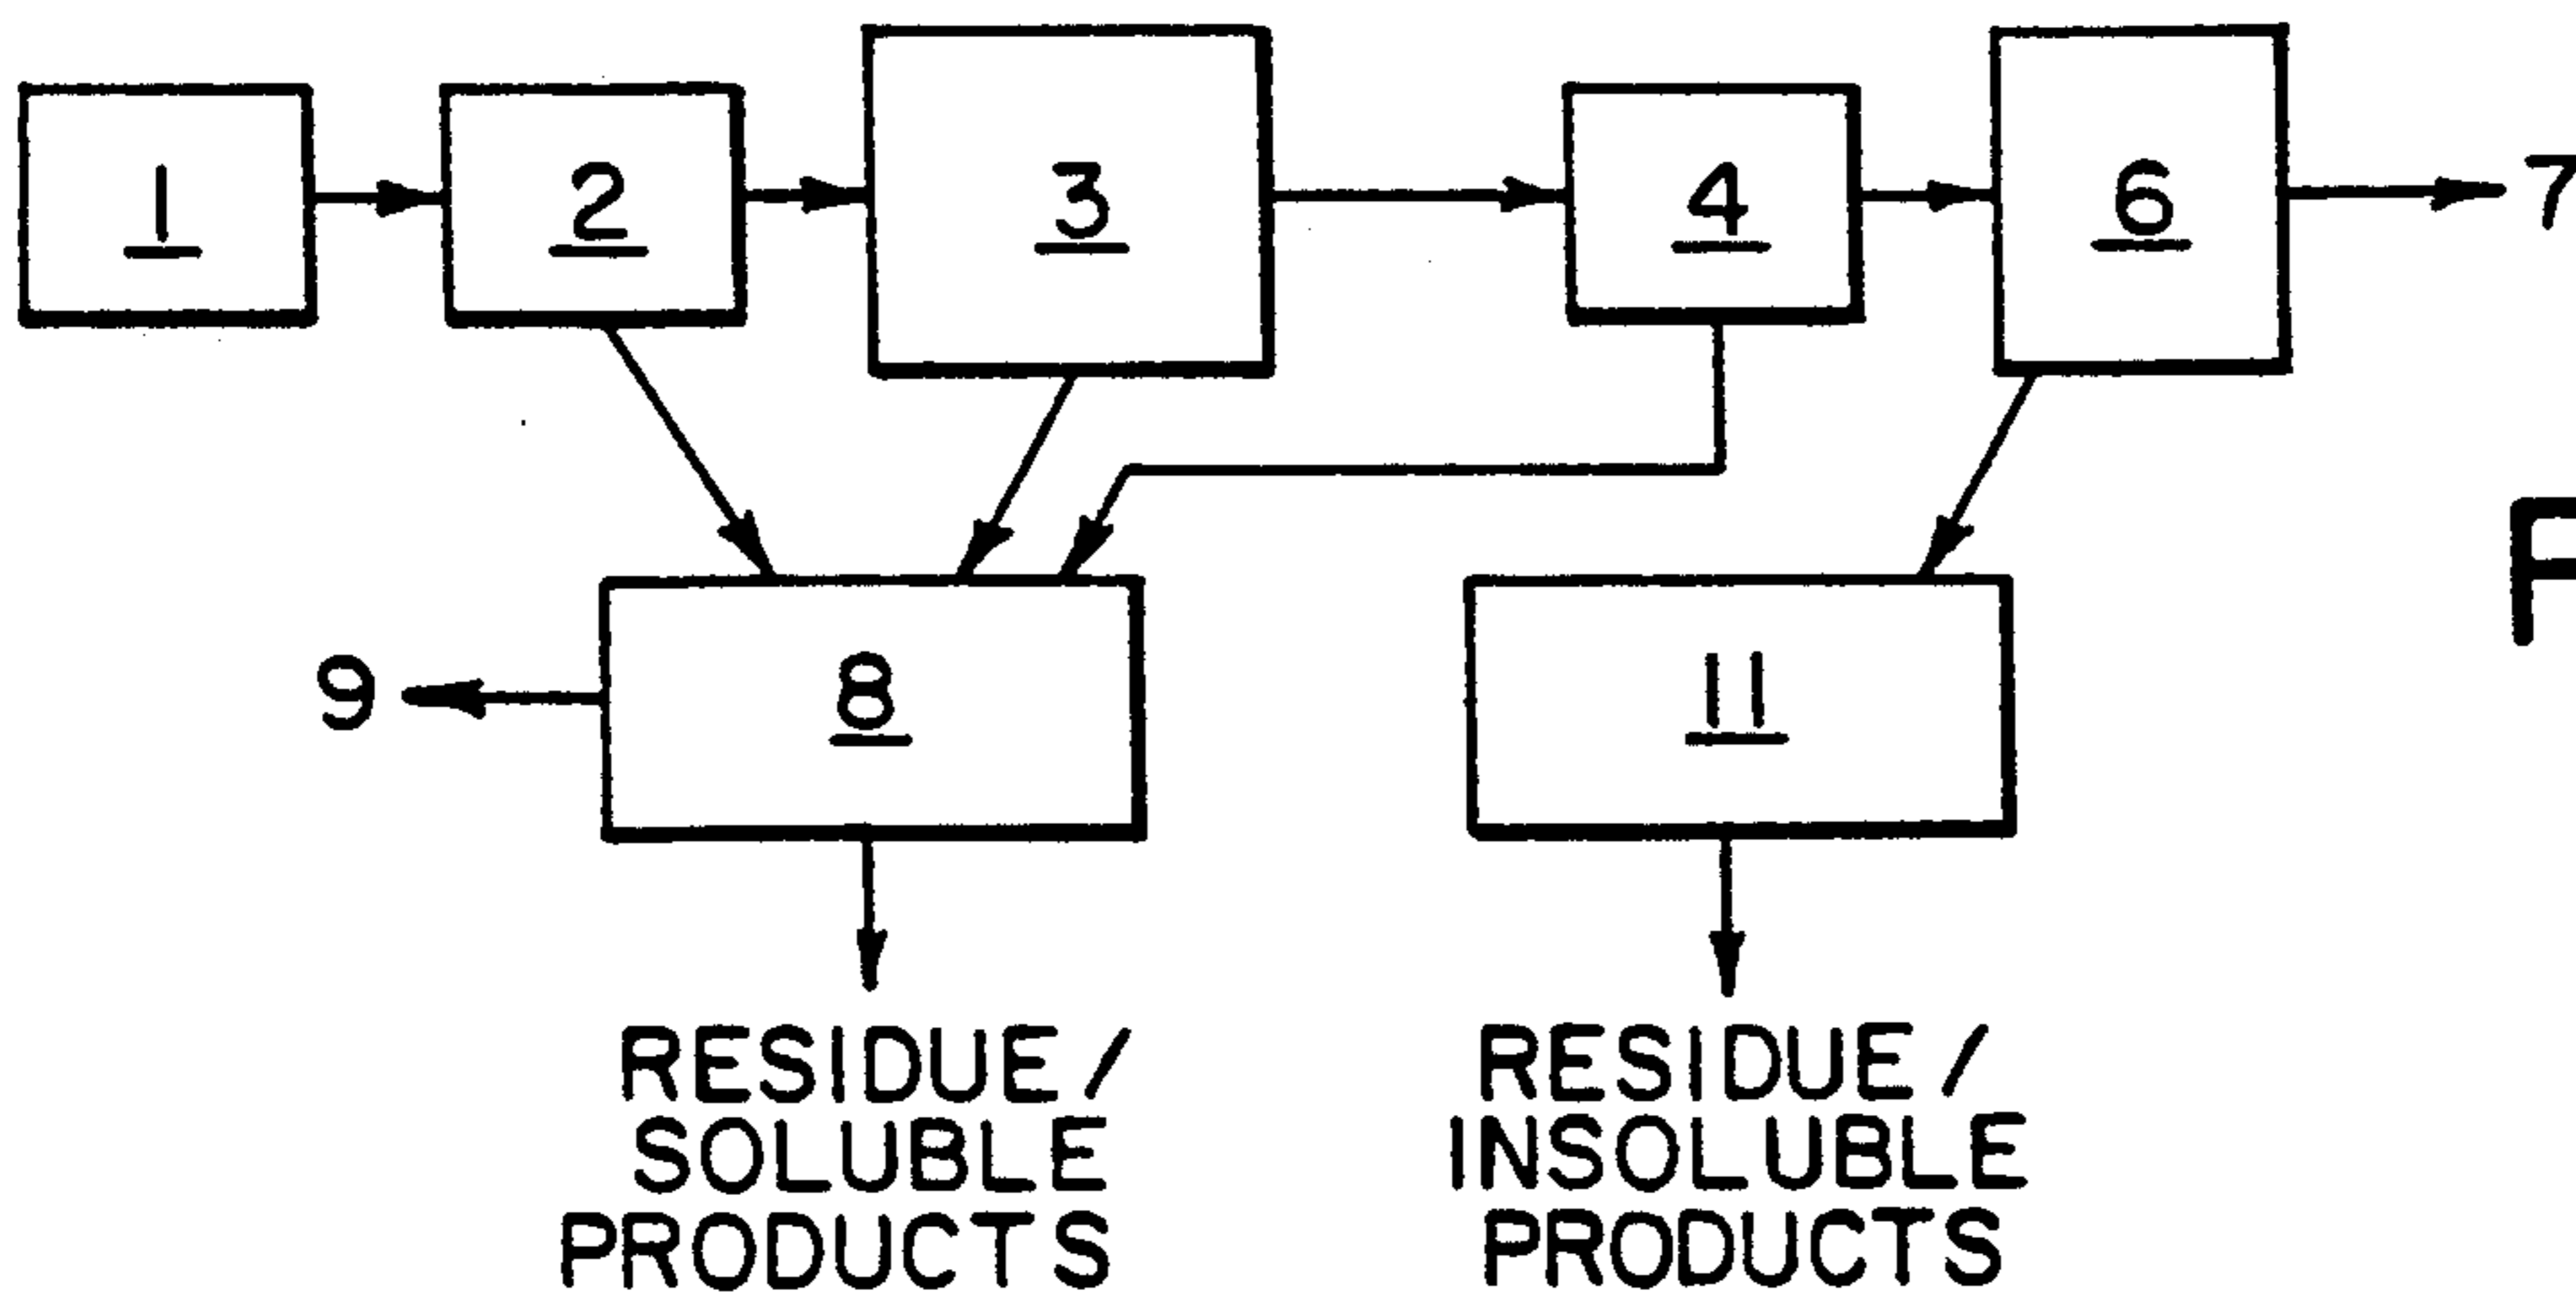 1 2 3 4 6 7
9 8 11
RESIDUE/
SOLUBLE
PRODUCTS
RESIDUE/
INSOLUBLE
PRODUCTS